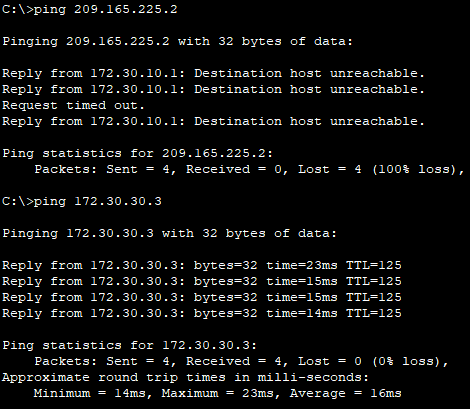 C:\>ping 209.165.225.2
Pinging 209.165.225.2 with 32 bytes of data:
Reply from 172.30.10.1: Destination host unreachable.
Reply from 172.30.10.1: Destination host unreachable.
Request timed out.
Reply from 172.30.10.1: Destination host unreachable.
Ping statistics for 209.165.225.2:
    Packets: Sent = 4, Received = 0, Lost = 4 (100% loss),
C:\>ping 172.30.30.3
Pinging 172.30.30.3 with 32 bytes of data:
Reply from 172.30.30.3: bytes=32 time=23ms TTL=125
Reply from 172.30.30.3: bytes=32 time=15ms TTL=125
Reply from 172.30.30.3: bytes=32 time=15ms TTL=125
Reply from 172.30.30.3: bytes=32 time=14ms TTL=125
Ping statistics for 172.30.30.3:
    Packets: Sent = 4, Received = 4, Lost = 0 (0% loss),
Approximate round trip times in milli-seconds:
    Minimum = 14ms, Maximum = 23ms, Average = 16ms